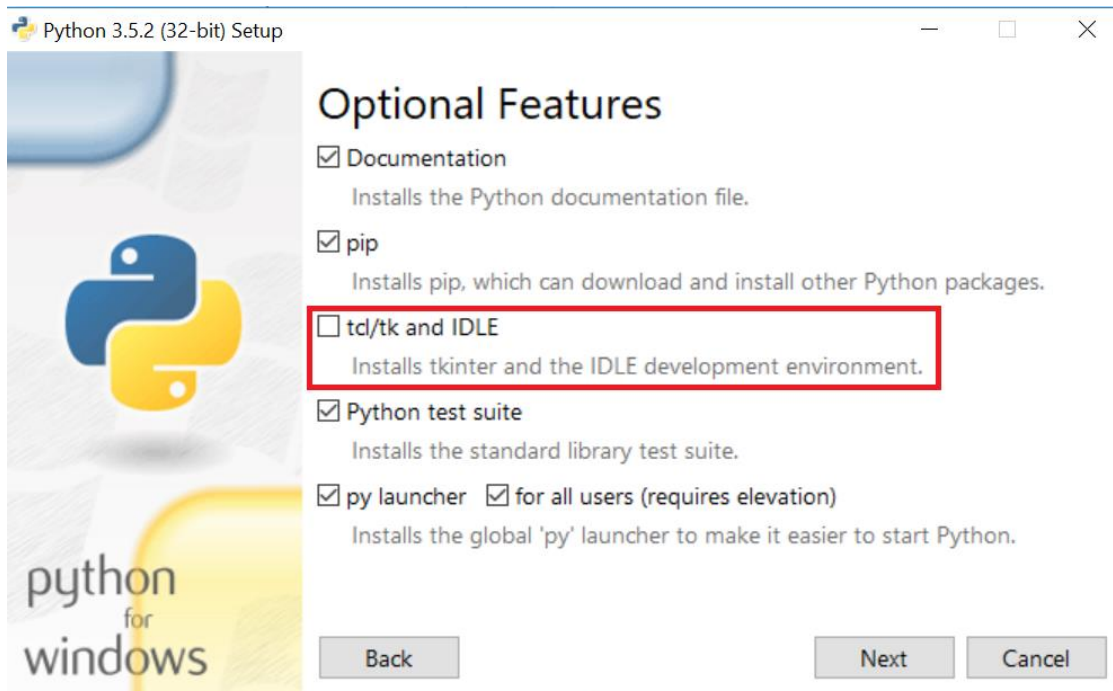 Python 3.5.2 (32-bit) Setup
Optional Features
Documentation
Installs the Python documentation file.
pip
Installs pip, which can download and install other Python packages.
tcl/tk and IDLE
Installs tkinter and the IDLE development environment.
Python test suite
Installs the standard library test suite.
py launcher for all users (requires elevation)
Installs the global 'py' launcher to make it easier to start Python.
python
for
windows
Back Next Cancel